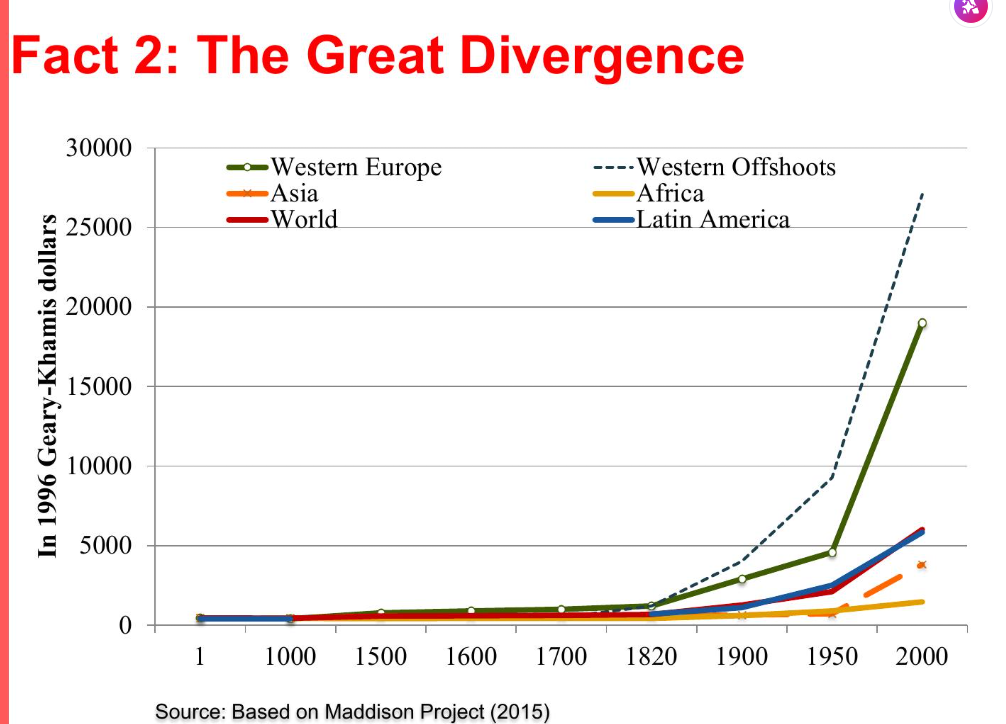 Fact 2: The Great Divergence
30000
25000
20000
15000
10000
5000
0
In 1996 Geary-Khamis dollars
Western Europe
Western Offshoots
Asia
Africa
World
Latin America
1 1000 1500 1600 1700 1820 1900 1950 2000
Source: Based on Maddison Project (2015)